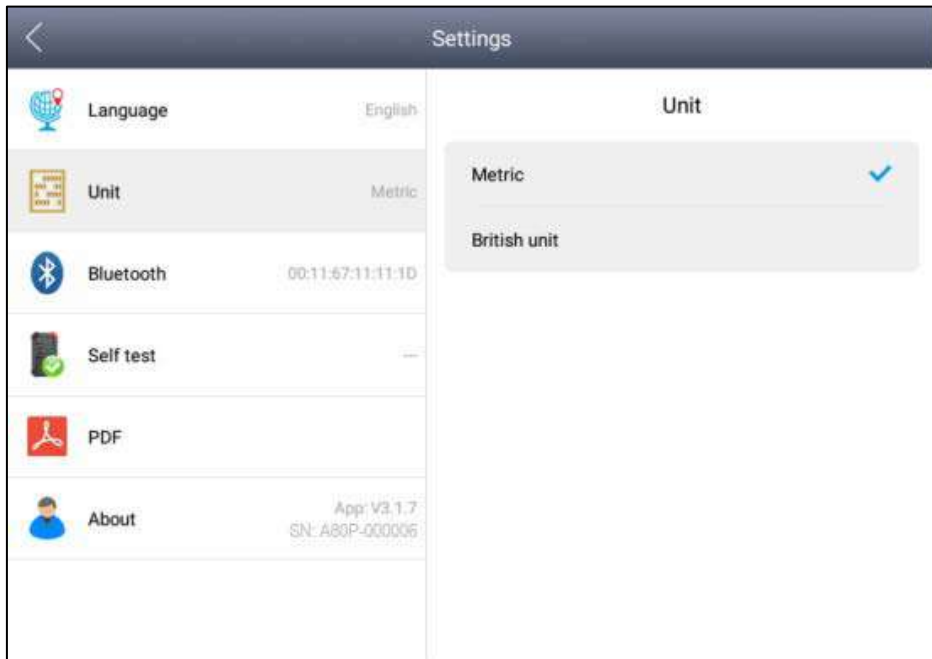 Settings
Language English
Unit Metric
Bluetooth 00:11:67:11:11:1D
Self test ---
PDF
About App: V3.1.7
SN: A80P-000006
Unit
Metric
British unit